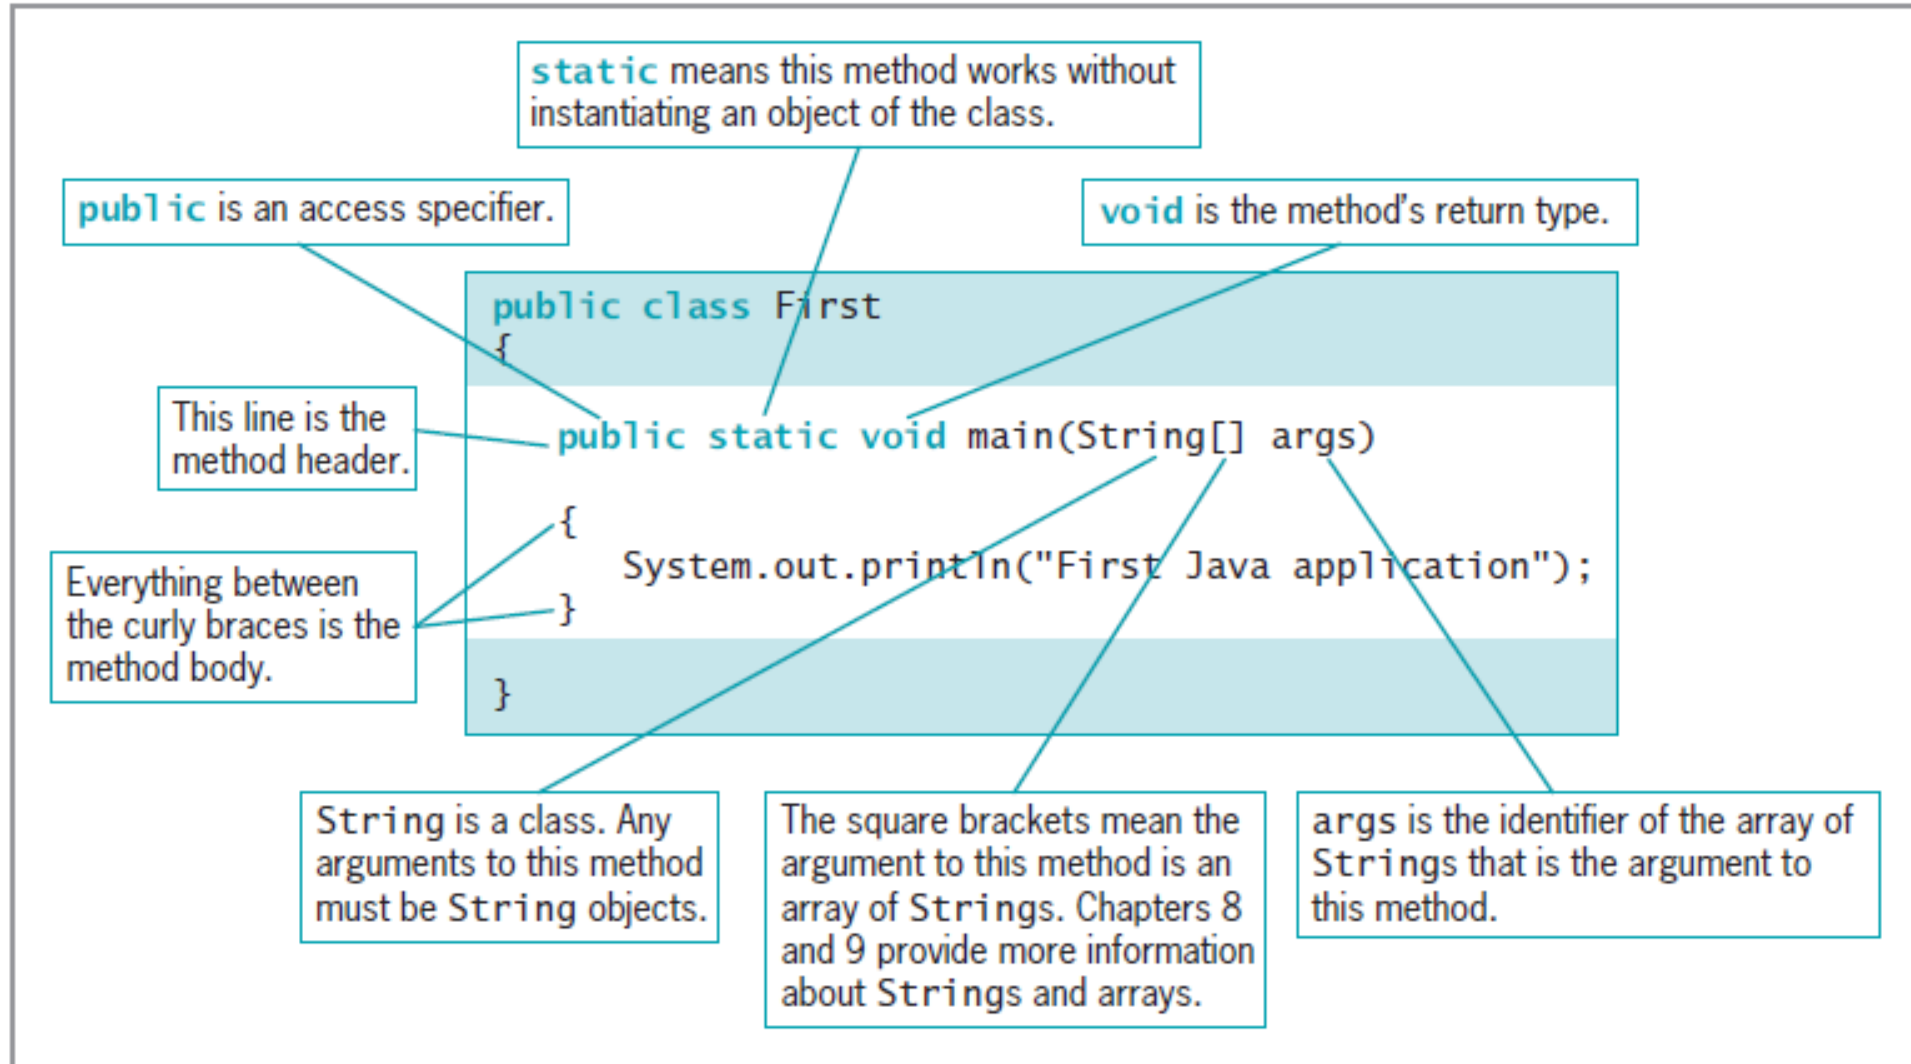 static means this method works without
instantiating an object of the class.
public is an access specifier.
void is the method's return type.
public class First
{
This line is the
method header.
public static void main(String[] args)
{
System.out.println("First Java application");
}
Everything between
the curly braces is the
method body.
}
String is a class. Any
arguments to this method
must be String objects.
The square brackets mean the
argument to this method is an
array of Strings. Chapters 8
and 9 provide more information
about Strings and arrays.
args is the identifier of the array of
Strings that is the argument to
this method.